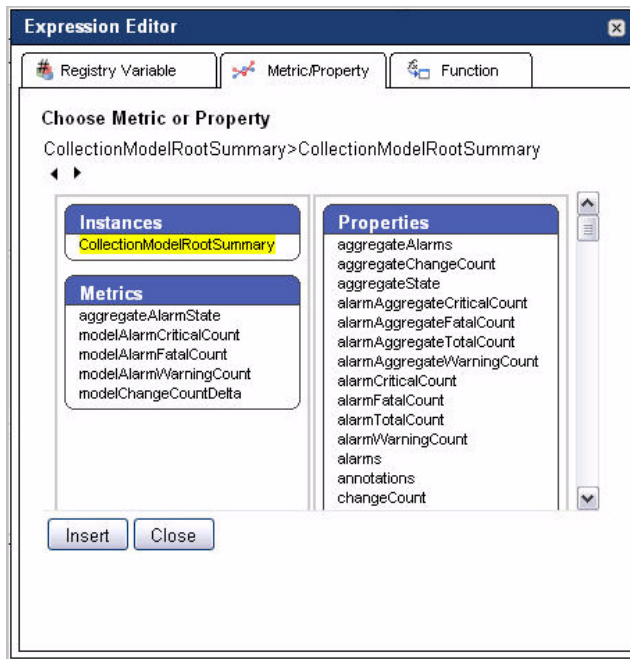 Expression Editor
Registry Variable
Metric/Property
Function
Choose Metric or Property
CollectionModelRootSummary>CollectionModelRootSummary
Instances
CollectionModelRootSummary
Metrics
aggregateAlarmState
modelAlarmCriticalCount
modelAlarmFatalCount
modelAlarmWarningCount
modelChangeCountDelta
Properties
aggregateAlarms
aggregateChangeCount
aggregateState
alarmAggregateCriticalCount
alarmAggregateFatalCount
alarmAggregateTotalCount
alarmAggregateWarningCount
alarmCriticalCount
alarmFatalCount
alarmTotalCount
alarmWarningCount
alarms
annotations
changeCount
Insert
Close